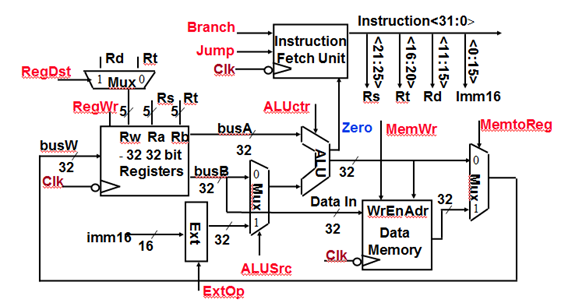 Branch
Instruction<31:0>
Jump
Instruction
Fetch Unit
Clk
<21:25>
<16:20>
<11:15>
<0:15>
Rs
Rt
Rd
Imm16
Rd
Rt
RegDst
1 Mux 0
RegWr
5
5
Rs
5
Rt
ALUctr
Zero
MemWr
MemtoReg
busW
32
Rw Ra Rb
- 32 32 bit
Registers
Clk
busA
32
busB
32
0
Mux
1
ALU
32
32
0
Mux
1
Data In
32
WrEn Adr
Data
Memory
Clk
imm16
16
Ext
32
ALUSrc
ExtOp